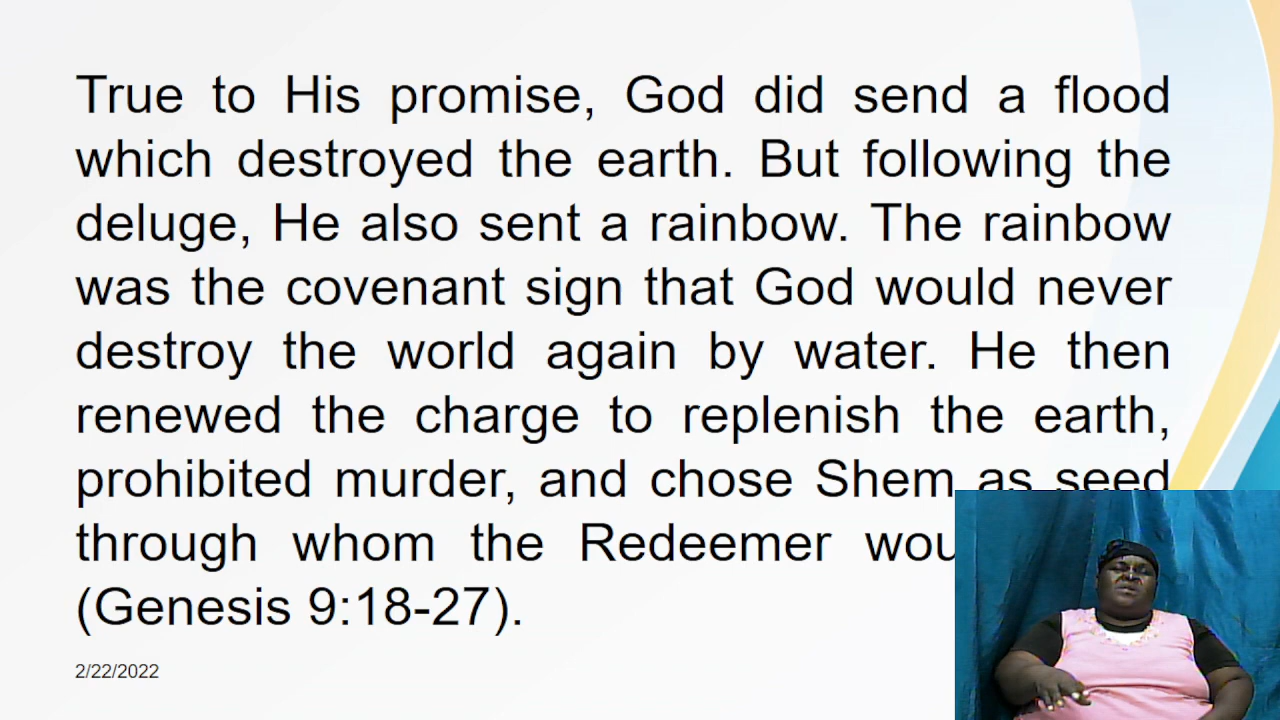 True to His promise, God did send a flood
which destroyed the earth. But following the
deluge, He also sent a rainbow. The rainbow
was the covenant sign that God would never
destroy the world again by water. He then
renewed the charge to replenish the earth,
prohibited murder, and chose Shem as seed
through whom the Redeemer
(Genesis 9:18-27).
2/22/2022